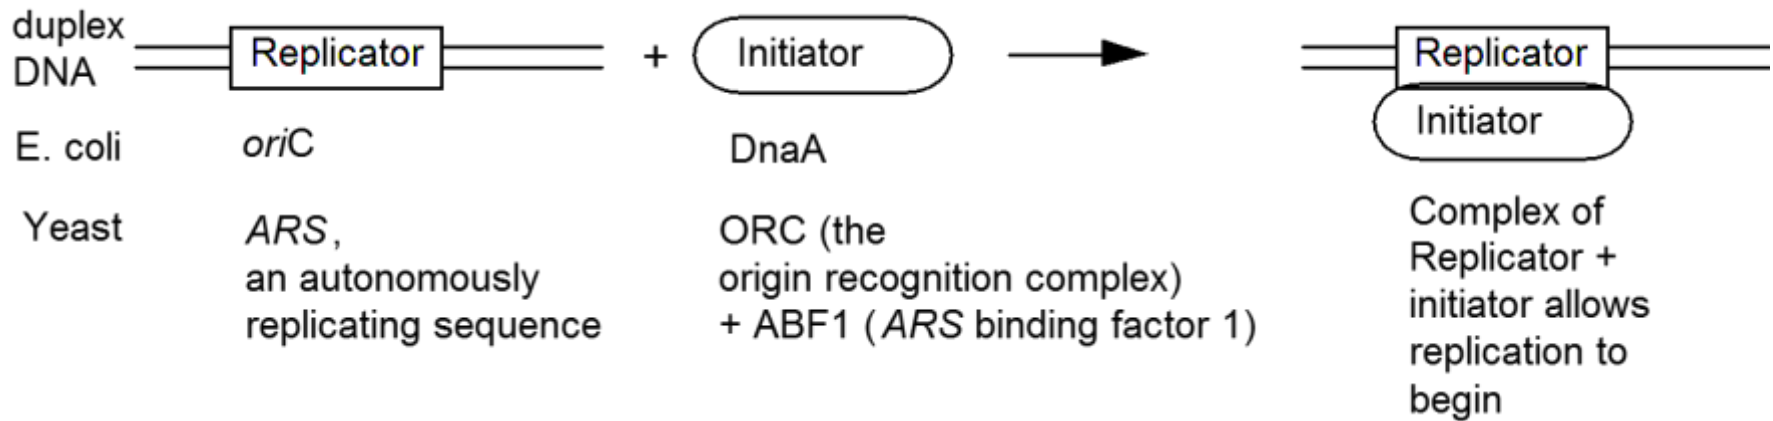 duplex
DNA
Replicator
+
Initiator
Replicator
Initiator
E. coli
oriC
DnaA
Yeast
ARS,
an autonomously
replicating sequence
ORC (the
origin recognition complex)
+ ABF1 (ARS binding factor 1)
Complex of
Replicator +
initiator allows
replication to
begin